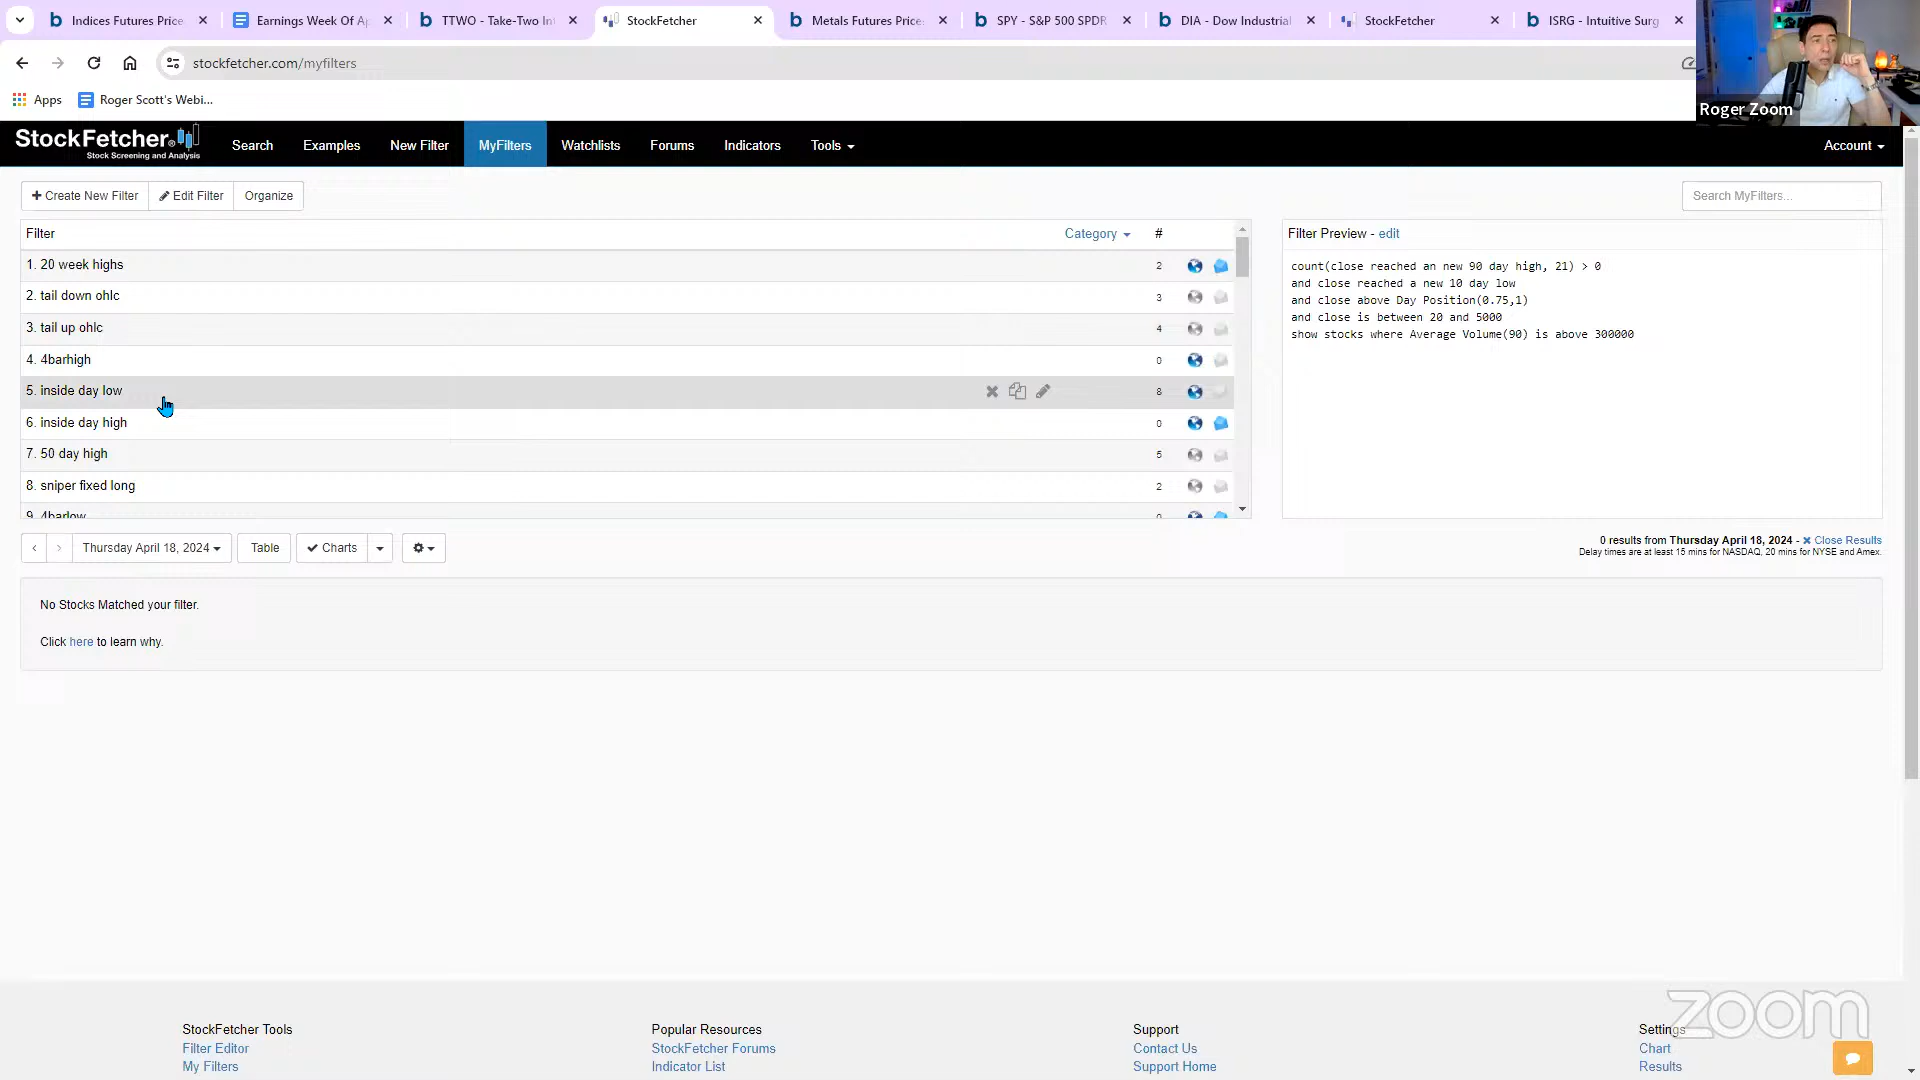 Indices Futures Price
Earnings Week Of Ap
TTWO - Take-Two Int
StockFetcher
Metals Futures Price
SPY - S&P 500 SPDR
DIA - Dow Industrial
StockFetcher
ISRG - Intuitive Surg
stockfetcher.com/myfilters
Apps
Roger Scott's Webi...
Roger Zoom
StockFetcher®
Stock Screening and Analysis
Search
Examples
New Filter
MyFilters
Watchlists
Forums
Indicators
Tools
Account
+ Create New Filter
Edit Filter
Organize
Search MyFilters...
Filter
Category
#
1. 20 week highs
2
2. tail down ohlc
3
3. tail up ohlc
4
4. 4barhigh
0
5. inside day low
8
6. inside day high
0
7. 50 day high
5
8. sniper fixed long
2
9. 4barlow
0
Filter Preview - edit
count(close reached an new 90 day high, 21) > 0
and close reached a new 10 day low
and close above Day Position(0.75,1)
and close is between 20 and 5000
show stocks where Average Volume(90) is above 300000
Thursday April 18, 2024
Table
Charts
0 results from Thursday April 18, 2024 - Close Results
Delay times are at least 15 mins for NASDAQ, 20 mins for NYSE and Amex.
No Stocks Matched your filter.
Click here to learn why.
StockFetcher Tools
Filter Editor
My Filters
Popular Resources
StockFetcher Forums
Indicator List
Support
Contact Us
Support Home
Settings
Chart
Results
zoom